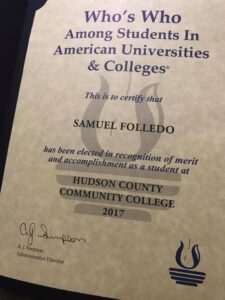 Who's Who
Among Students In
American Universities
& Colleges®
This is to certify that
SAMUEL FOLLEDO
has been elected in recognition of merit
and accomplishment as a student at
HUDSON COUNTY
COMMUNITY COLLEGE
2017
A.J. Simpson
A. J. Simpson
Administrative Director